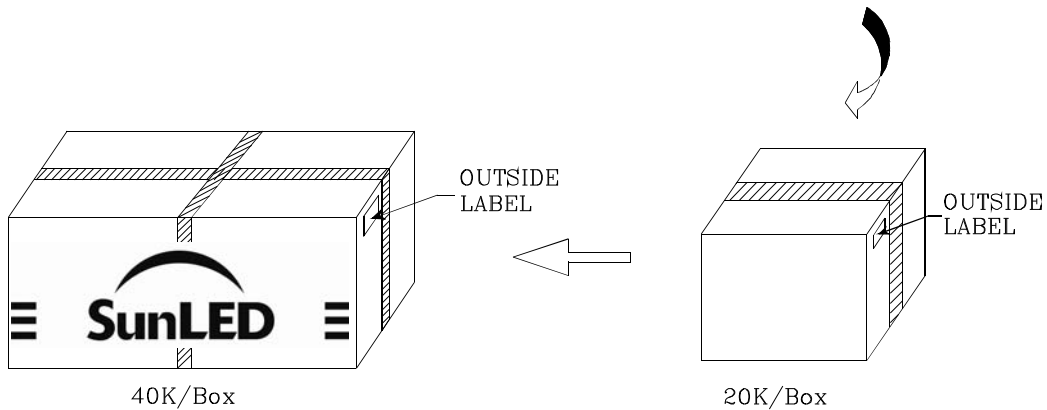 OUTSIDE
LABEL
SunLED
40K/Box
OUTSIDE
LABEL
20K/Box